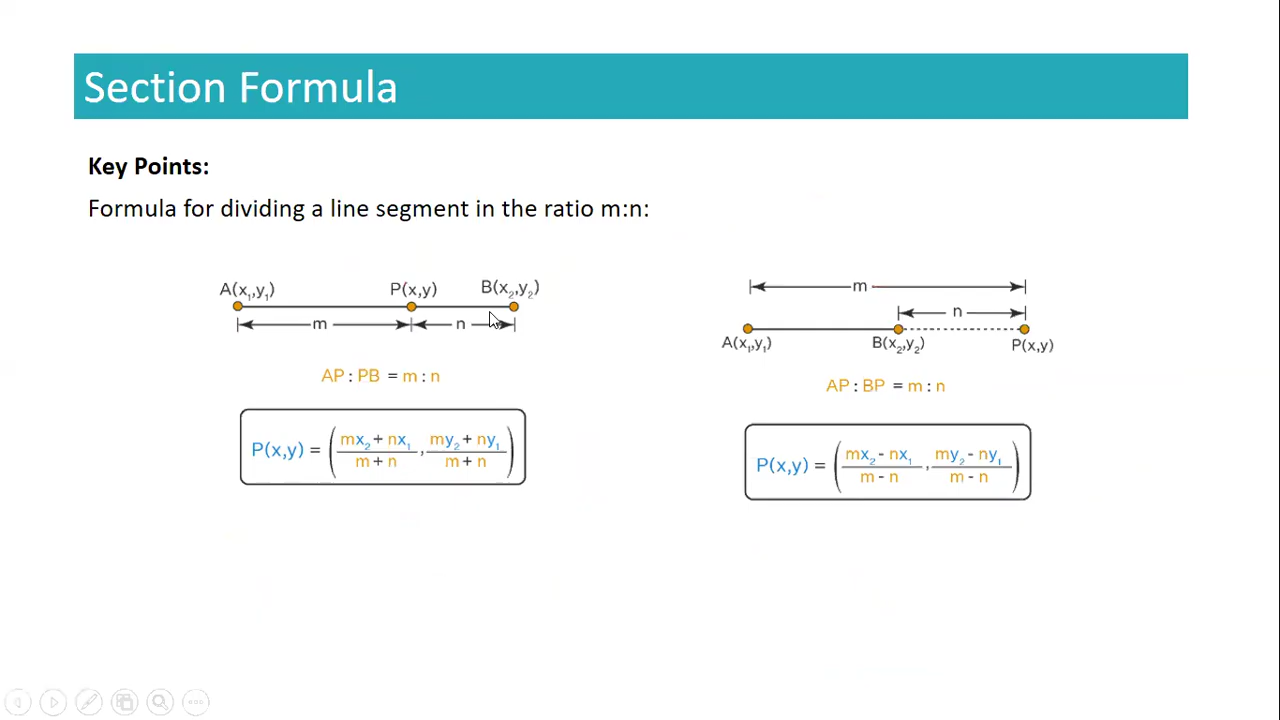 Section Formula
Key Points:
Formula for dividing a line segment in the ratio m:n:
A(x₁,y₁) P(x,y) B(x₂,y₂)
m n
AP : PB = m : n
P(x,y) = ( mx₂ + nx₁ / m + n , my₂ + ny₁ / m + n )
m
n
A(x₁,y₁) B(x₂,y₂) P(x,y)
AP : BP = m : n
P(x,y) = ( mx₂ - nx₁ / m - n , my₂ - ny₁ / m - n )